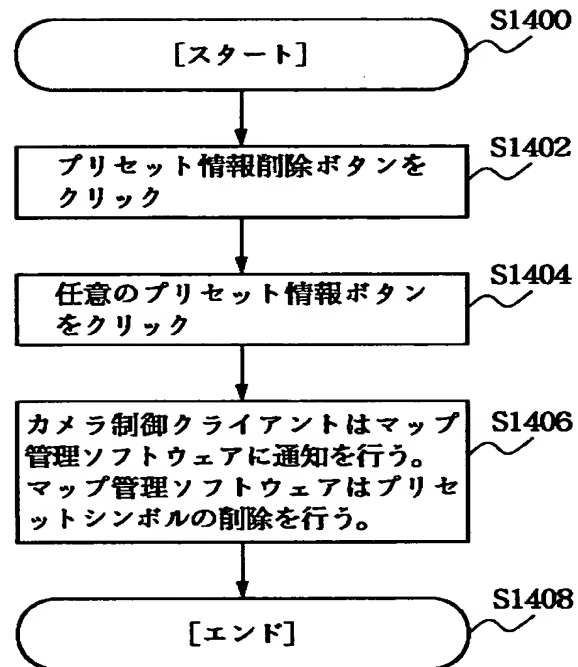 S1400
[スタート]
S1402
プリセット情報削除ボタンを
クリック
S1404
任意のプリセット情報ボタン
をクリック
S1406
カメラ制御クライアントはマップ
管理ソフトウェアに通知を行う。
マップ管理ソフトウェアはプリセ
ットシンボルの削除を行う。
S1408
[エンド]